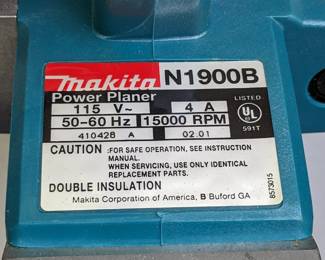 makita N1900B
Power Planer
115 V~ 4 A
50-60 Hz 15000 RPM
410428 A 02.01
LISTED
UL
591T
CAUTION : FOR SAFE OPERATION, SEE INSTRUCTION
MANUAL.
WHEN SERVICING, USE ONLY IDENTICAL
REPLACEMENT PARTS.
DOUBLE INSULATION
Makita Corporation of America, B Buford GA
8573015